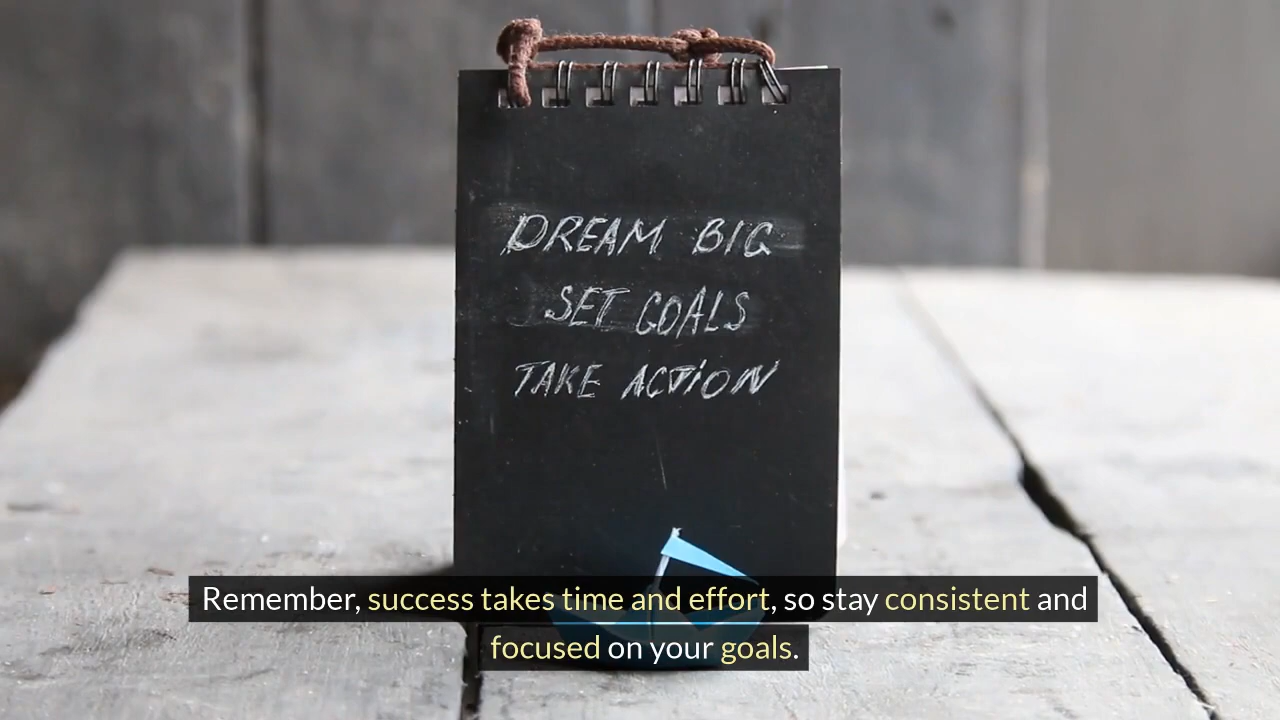 DREAM BIG
SET GOALS
TAKE ACTION
Remember, success takes time and effort, so stay consistent and
focused on your goals.